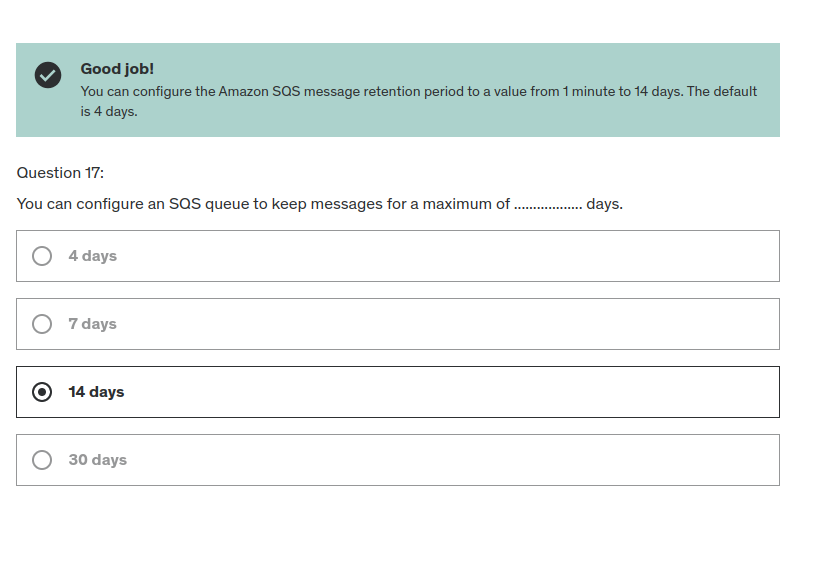 Good job!
You can configure the Amazon SQS message retention period to a value from 1 minute to 14 days. The default
is 4 days.
Question 17:
You can configure an SQS queue to keep messages for a maximum of ................. days.
4 days
7 days
14 days
30 days